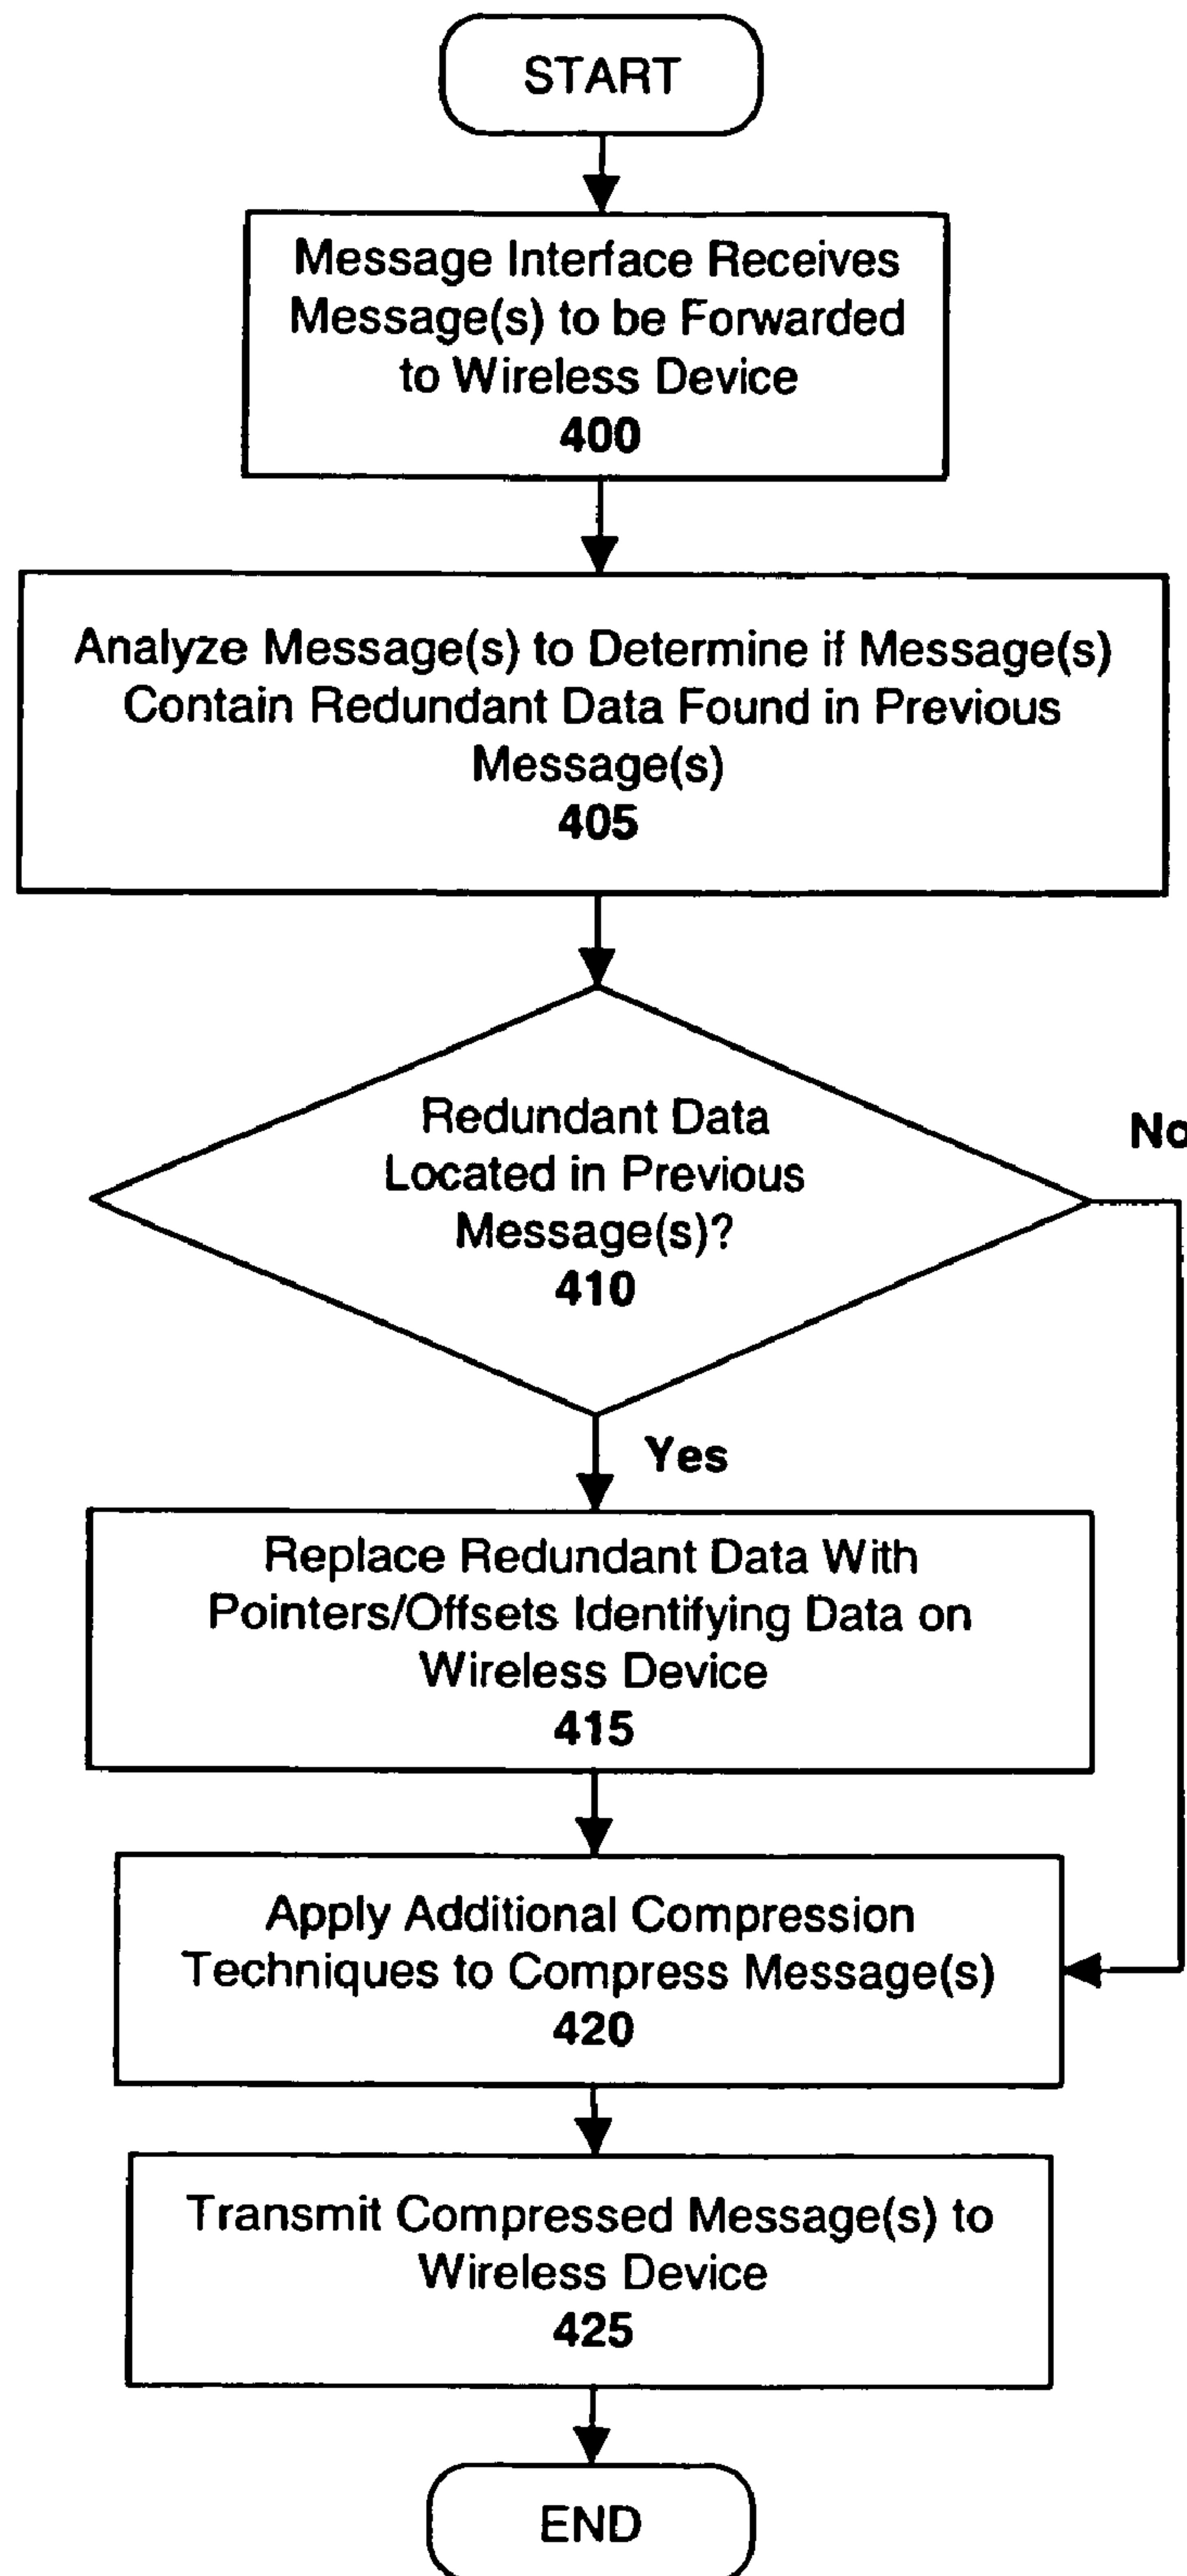 START
Message Interface Receives
Message(s) to be Forwarded
to Wireless Device
400
Analyze Message(s) to Determine if Message(s)
Contain Redundant Data Found in Previous
Message(s)
405
Redundant Data
Located in Previous
Message(s)?
410
No
Yes
Replace Redundant Data With
Pointers/Offsets Identifying Data on
Wireless Device
415
Apply Additional Compression
Techniques to Compress Message(s)
420
Transmit Compressed Message(s) to
Wireless Device
425
END